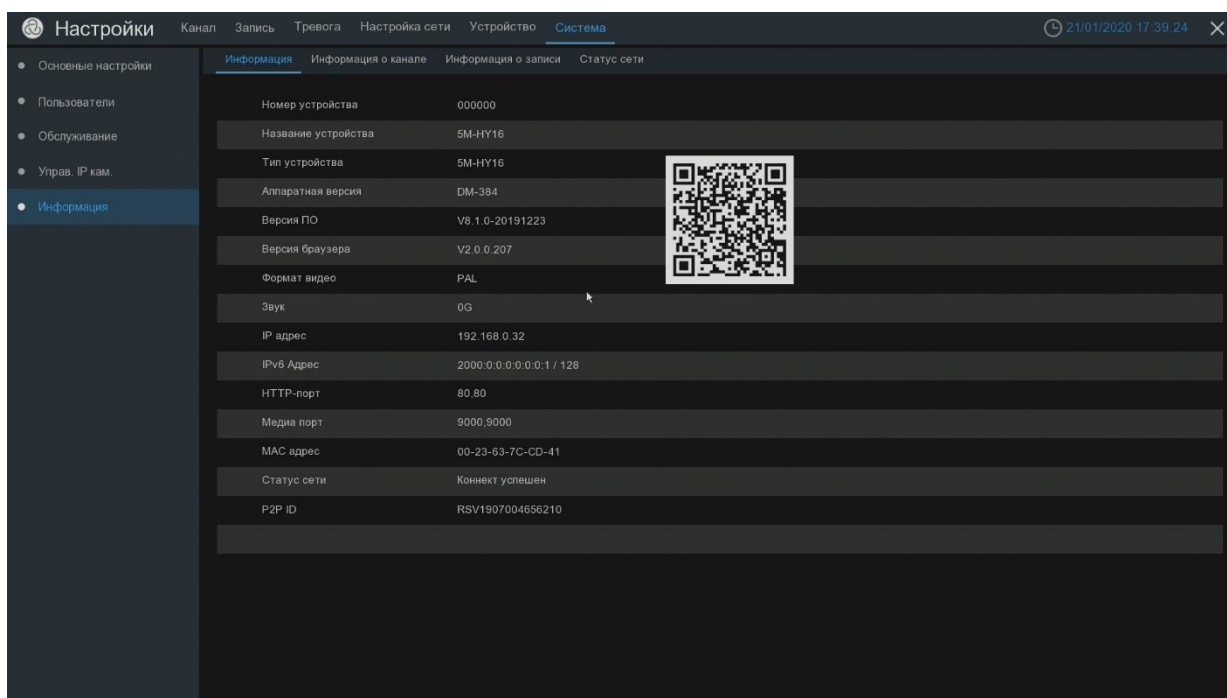 Настройки Канал Запись Тревога Настройка сети Устройство Система 21/01/2020 17:39:24
Основные настройки
Пользователи
Обслуживание
Управ. IP кам.
Информация
Информация Информация о канале Информация о записи Статус сети
Номер устройства 000000
Название устройства 5M-HY16
Тип устройства 5M-HY16
Аппаратная версия DM-384
Версия ПО V8.1.0-20191223
Версия браузера V2.0.0.207
Формат видео PAL
Звук 0G
IP адрес 192.168.0.32
IPv6 Адрес 2000:0:0:0:0:0:0:1 / 128
HTTP-порт 80,80
Медиа порт 9000,9000
MAC адрес 00-23-63-7C-CD-41
Статус сети Коннект успешен
P2P ID RSV1907004656210